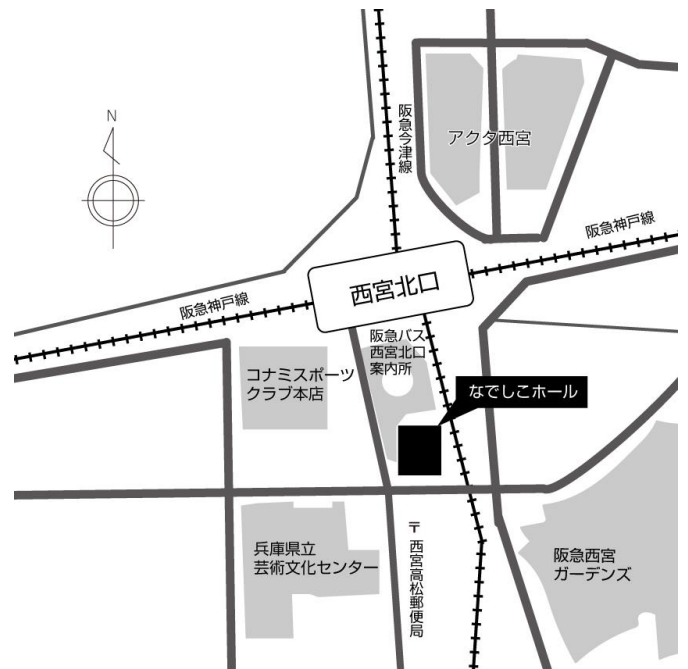 N
阪急今津線
アクタ西宮
阪急神戸線
西宮北口
阪急神戸線
阪急バス
西宮北口
案内所
コナミスポーツ
クラブ本店
なでしこホール
兵庫県立
芸術文化センター
〒西宮高松郵便局
阪急西宮
ガーデンズ